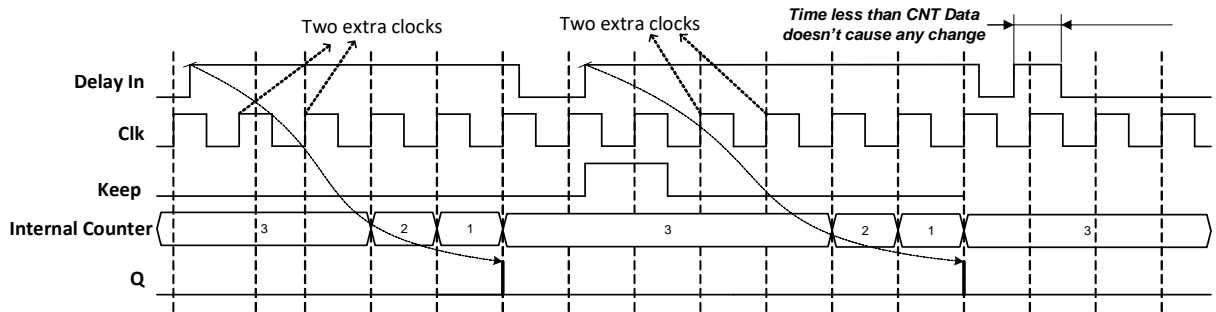 Two extra clocks
Two extra clocks
Time less than CNT Data
doesn't cause any change
Delay In
Clk
Keep
Internal Counter
3
2
1
3
2
1
3
Q